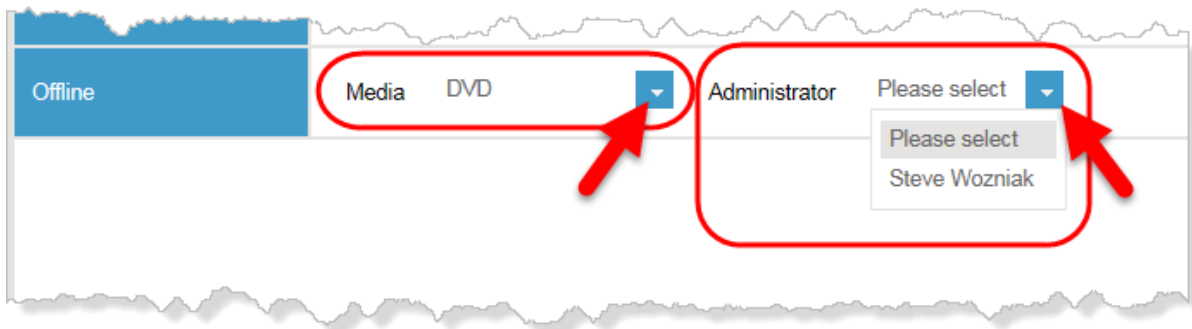 Offline
Media DVD
Administrator Please select
Please select
Steve Wozniak